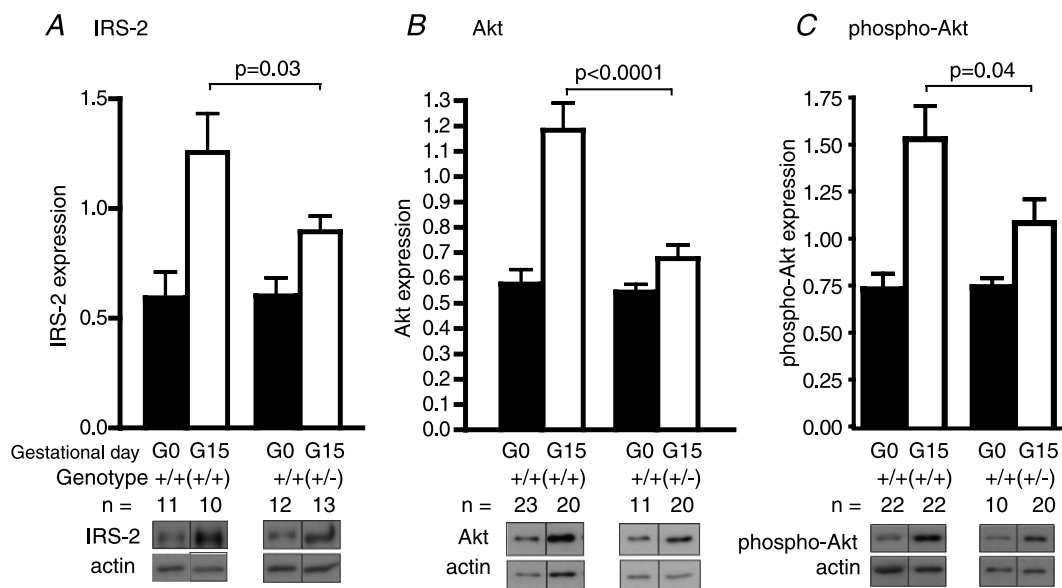 A IRS-2
p=0.03
1.5
1.0
0.5
0.0
IRS-2 expression
Gestational day G0 G15 G0 G15
Genotype +/+(+/+) +/+(+/-)
n = 11 10 12 13
IRS-2
actin
B Akt
p<0.0001
1.3
1.2
1.1
1.0
0.9
0.8
0.7
0.6
0.5
0.4
0.3
0.2
0.1
0.0
Akt expression
G0 G15 G0 G15
+/+(+/+) +/+(+/-)
n = 23 20 11 20
Akt
actin
C phospho-Akt
p=0.04
1.75
1.50
1.25
1.00
0.75
0.50
0.25
0.00
phospho-Akt expression
G0 G15 G0 G15
+/+(+/+) +/+(+/-)
n = 22 22 10 20
phospho-Akt
actin